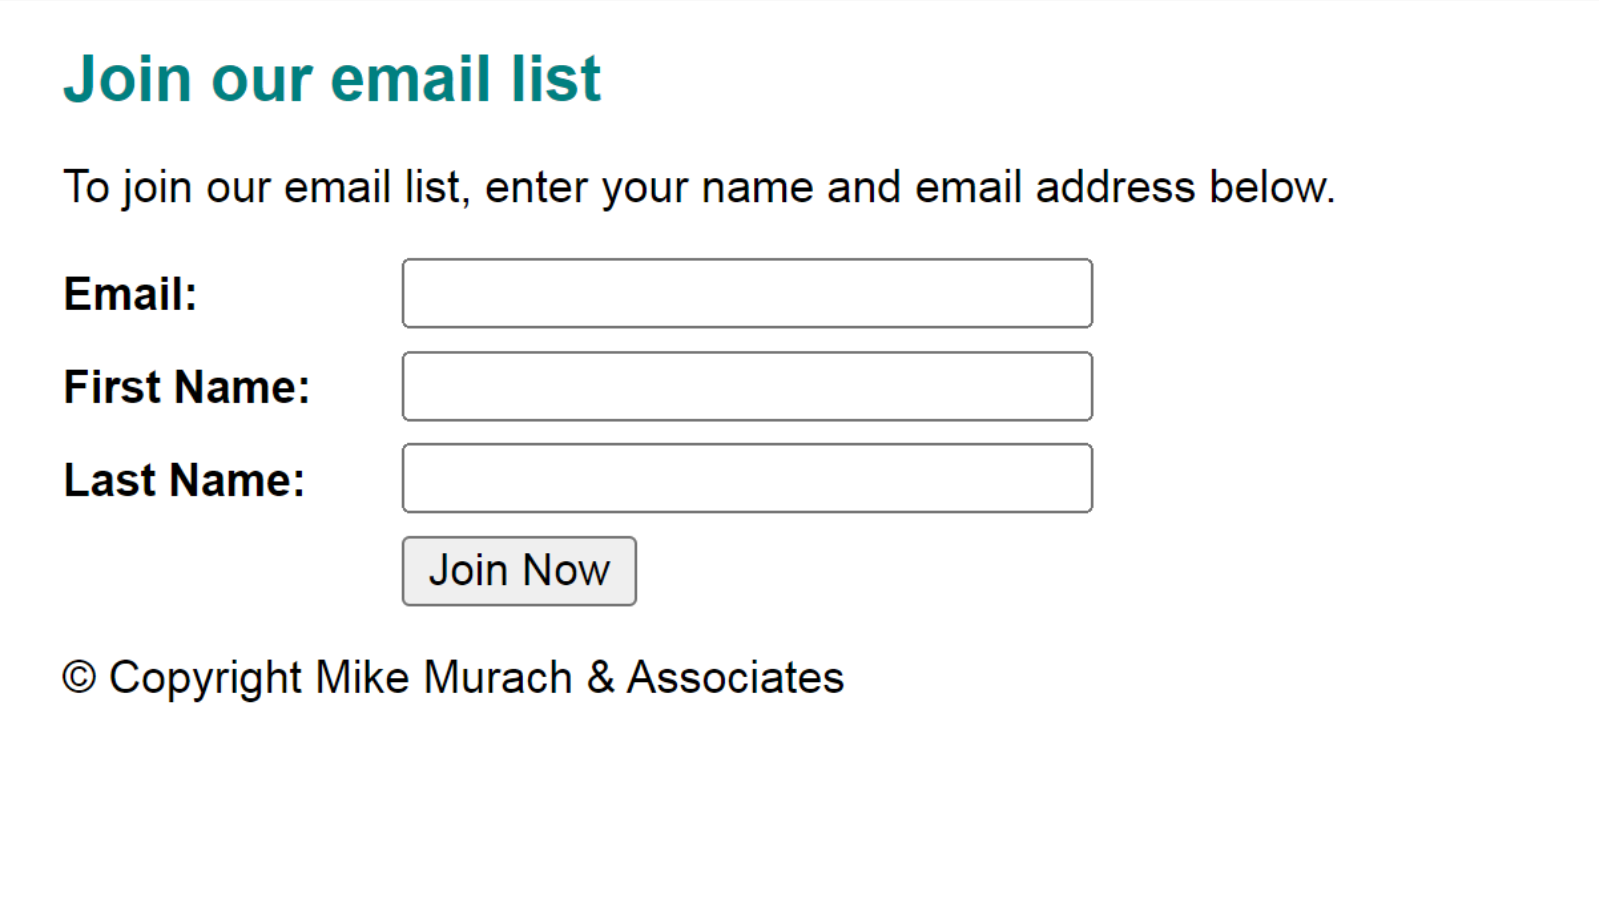 Join our email list
To join our email list, enter your name and email address below.
Email:
First Name:
Last Name:
Join Now
© Copyright Mike Murach & Associates